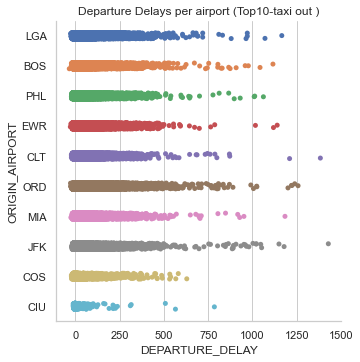 Departure Delays per airport (Top10-taxi out )
ORIGIN_AIRPORT
LGA
BOS
PHL
EWR
CLT
ORD
MIA
JFK
COS
CIU
0 250 500 750 1000 1250 1500
DEPARTURE_DELAY